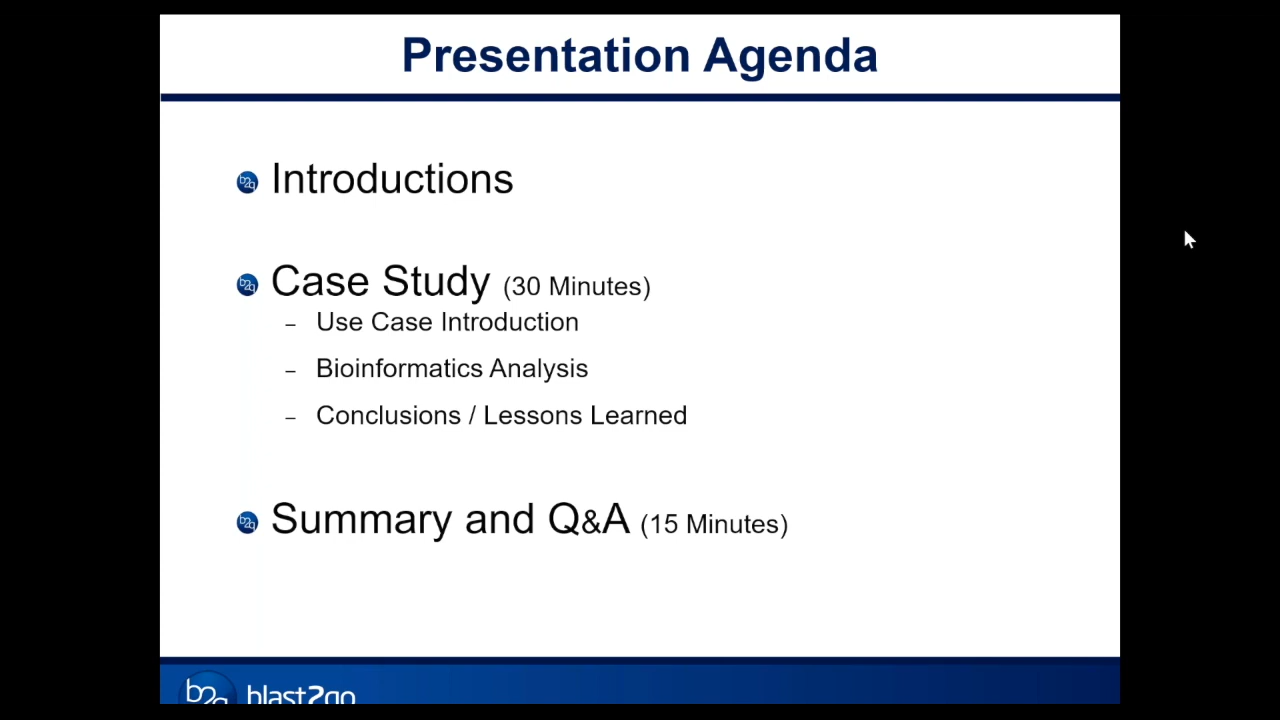 Presentation Agenda
Introductions
Case Study (30 Minutes)
– Use Case Introduction
– Bioinformatics Analysis
– Conclusions / Lessons Learned
Summary and Q&A (15 Minutes)
b2g blast2go